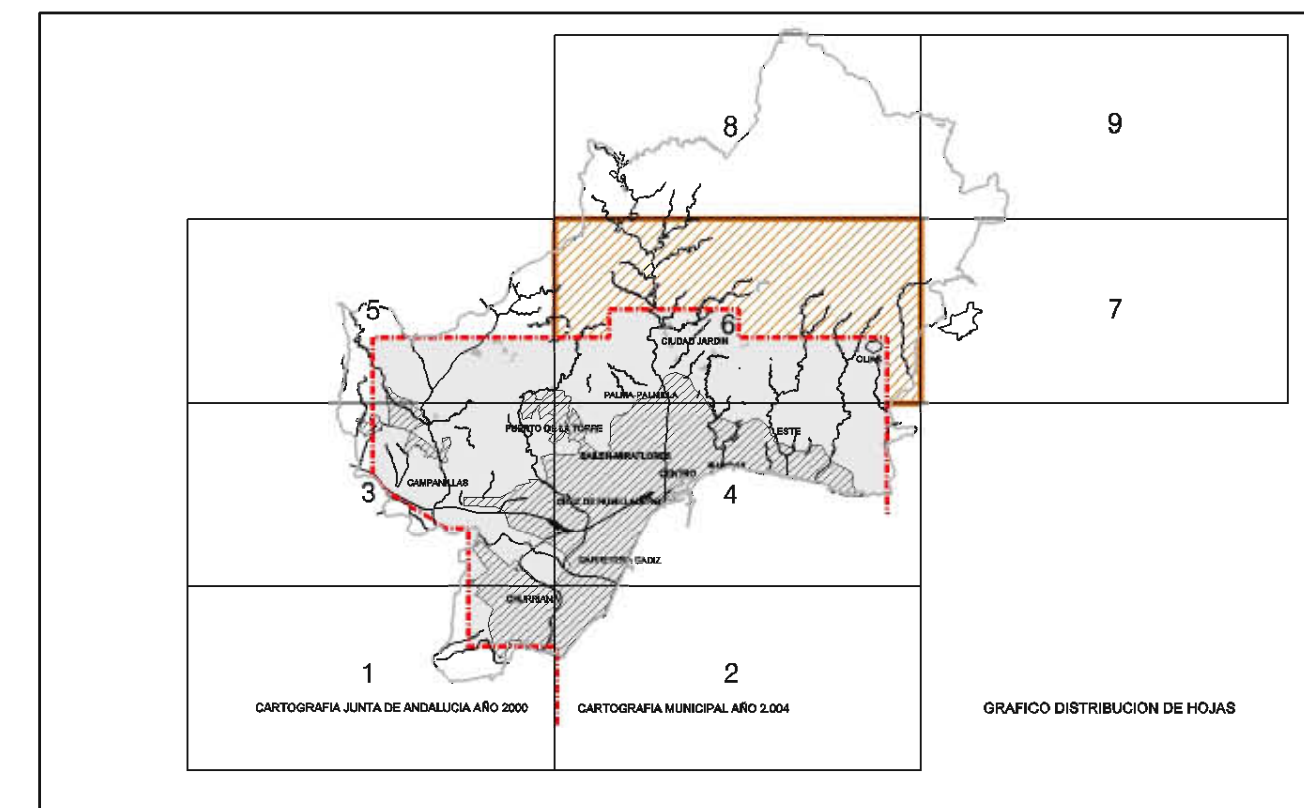 8
9
5
6
7
CIUDAD JARDIN
OLIAS
PALMA-PALMILLA
PUERTO DE LA TORRE
ESTE
BAILEN-MIRAFLORES
CENTRO
3
CAMPANILLAS
4
CRUZ DE HUMILLADERO
CARRETERA CADIZ
CHURRIANA
1
2
CARTOGRAFIA JUNTA DE ANDALUCIA AÑO 2000
CARTOGRAFIA MUNICIPAL AÑO 2.004
GRAFICO DISTRIBUCION DE HOJAS